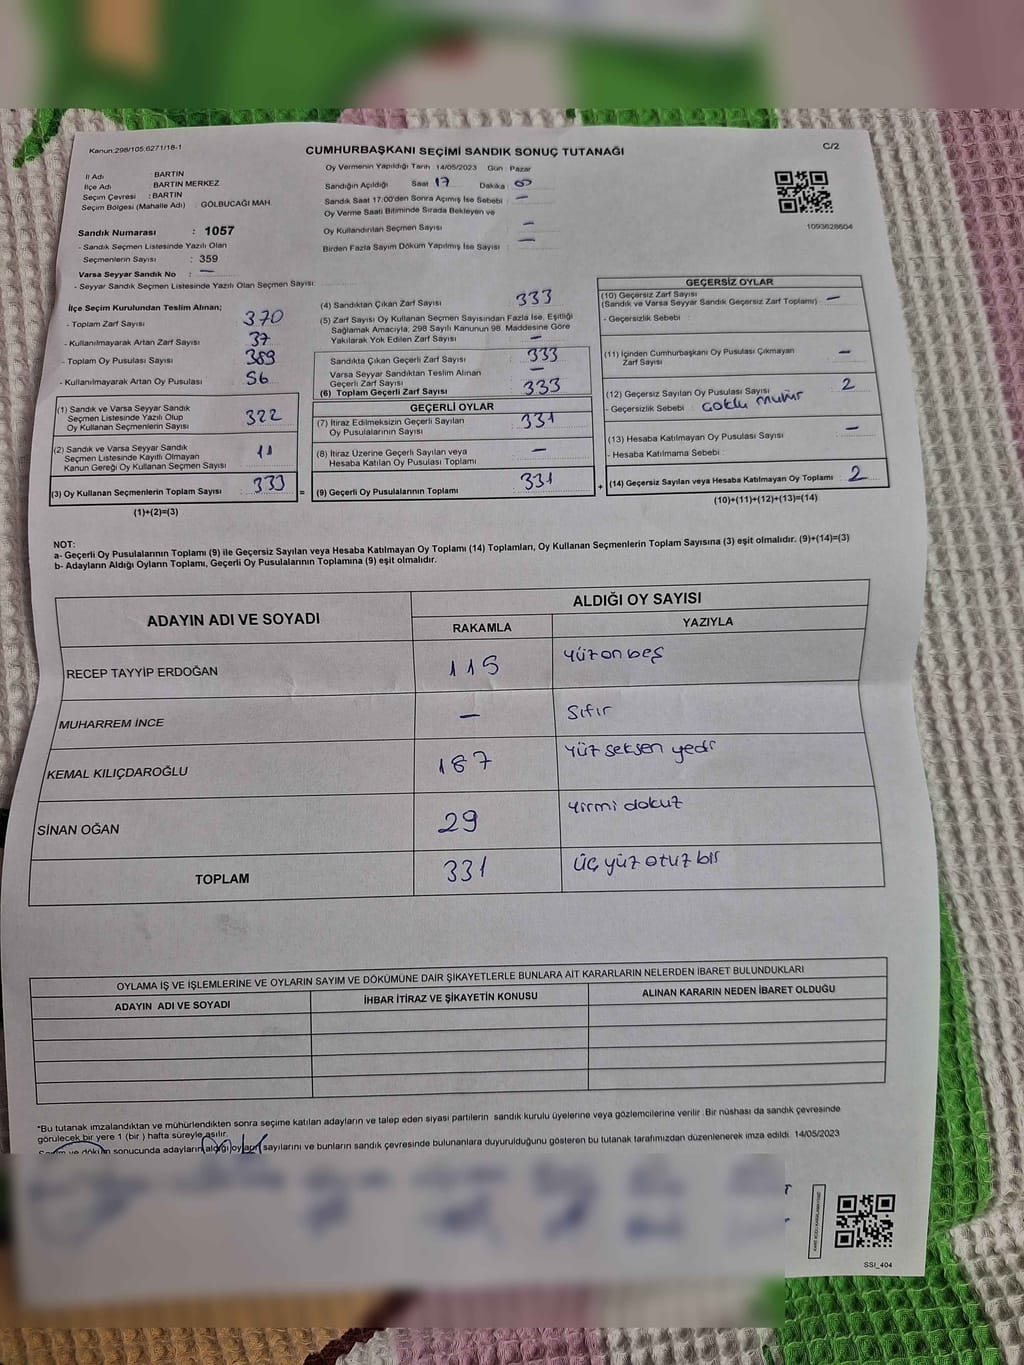 Kanun:298/105,6271/18-1
CUMHURBAŞKANI SEÇİMİ SANDIK SONUÇ TUTANAĞI
C/2
İl Adı BARTIN
İlçe Adı BARTIN MERKEZ
Seçim Çevresi : BARTIN
Seçim Bölgesi (Mahalle Adı) : GÖLBUCAĞI MAH.
Oy Vermenin Yapıldığı Tarih : 14/05/2023 Gün : Pazar
Sandığın Açıldığı Saat 17 Dakika 00
Sandık Saat 17:00'den Sonra Açımış İse Sebebi : —
Oy Verme Saati Bitiminde Sırada Bekleyen ve
Oy Kullandırılan Seçmen Sayısı : —
Birden Fazla Sayım Döküm Yapılmış İse Sayısı : —
1093628604
Sandık Numarası : 1057
- Sandık Seçmen Listesinde Yazılı Olan
Seçmenlerin Sayısı : 359
Varsa Seyyar Sandık No : —
- Seyyar Sandık Seçmen Listesinde Yazılı Olan Seçmen Sayısı:
İlçe Seçim Kurulundan Teslim Alınan;
- Toplam Zarf Sayısı 370
- Kullanılmayarak Artan Zarf Sayısı : 37
- Toplam Oy Pusulası Sayısı : 389
- Kullanılmayarak Artan Oy Pusulası : 56
(1) Sandık ve Varsa Seyyar Sandık
Seçmen Listesinde Yazılı Olup
Oy Kullanan Seçmenlerin Sayısı 322
(2) Sandık ve Varsa Seyyar Sandık
Seçmen Listesinde Kayıtlı Olmayan
Kanun Gereği Oy Kullanan Seçmen Sayısı 11
(3) Oy Kullanan Seçmenlerin Toplam Sayısı 333
(1)+(2)=(3)
(4) Sandıktan Çıkan Zarf Sayısı : 333
(5) Zarf Sayısı Oy Kullanan Seçmen Sayısından Fazla İse, Eşitliği
Sağlamak Amacıyla, 298 Sayılı Kanunun 98. Maddesine Göre
Yakılarak Yok Edilen Zarf Sayısı : —
Sandıkta Çıkan Geçerli Zarf Sayısı : 333
Varsa Seyyar Sandıktan Teslim Alınan
Geçerli Zarf Sayısı : —
(6) Toplam Geçerli Zarf Sayısı : 333
GEÇERLİ OYLAR
(7) İtiraz Edilmeksizin Geçerli Sayılan
Oy Pusulalarının Sayısı : 331
(8) İtiraz Üzerine Geçerli Sayılan veya
Hesaba Katılan Oy Pusulası Toplamı : —
= (9) Geçerli Oy Pusulalarının Toplamı : 331 +
GEÇERSİZ OYLAR
(10) Geçersiz Zarf Sayısı
(Sandık ve Varsa Seyyar Sandık Geçersiz Zarf Toplamı) : —
- Geçersizlik Sebebi :
(11) İçinden Cumhurbaşkanı Oy Pusulası Çıkmayan
Zarf Sayısı : —
(12) Geçersiz Sayılan Oy Pusulası Sayısı : 2
- Geçersizlik Sebebi : çoklu mühür
(13) Hesaba Katılmayan Oy Pusulası Sayısı : —
- Hesaba Katılmama Sebebi :
(14) Geçersiz Sayılan veya Hesaba Katılmayan Oy Toplamı : 2
(10)+(11)+(12)+(13)=(14)
NOT:
a- Geçerli Oy Pusulalarının Toplamı (9) ile Geçersiz Sayılan veya Hesaba Katılmayan Oy Toplamı (14) Toplamları, Oy Kullanan Seçmenlerin Toplam Sayısına (3) eşit olmalıdır. (9)+(14)=(3)
b- Adayların Aldığı Oyların Toplamı, Geçerli Oy Pusulalarının Toplamına (9) eşit olmalıdır.
ADAYIN ADI VE SOYADI ALDIĞI OY SAYISI
RAKAMLA YAZIYLA
RECEP TAYYİP ERDOĞAN 115 yüz on beş
MUHARREM İNCE — Sıfır
KEMAL KILIÇDAROĞLU 187 yüz seksen yedi
SİNAN OĞAN 29 yirmi dokuz
TOPLAM 331 üç yüz otuz bir
OYLAMA İŞ VE İŞLEMLERİNE VE OYLARIN SAYIM VE DÖKÜMÜNE DAİR ŞİKAYETLERLE BUNLARA AİT KARARLARIN NELERDEN İBARET BULUNDUKLARI
ADAYIN ADI VE SOYADI İHBAR İTİRAZ VE ŞİKAYETİN KONUSU ALINAN KARARIN NEDEN İBARET OLDUĞU
*Bu tutanak imzalandıktan ve mühürlendikten sonra seçime katılan adayların ve talep eden siyasi partilerin sandık kurulu üyelerine veya gözlemcilerine verilir. Bir nüshası da sandık çevresinde
görülecek bir yere 1 (bir ) hafta süreyle asılır.
Sayım ve döküm sonucunda adayların aldığı oyların sayılarını ve bunların sandık çevresinde bulunanlara duyurulduğunu gösteren bu tutanak tarafımızdan düzenlenerek imza edildi. 14/05/2023
SSI_404